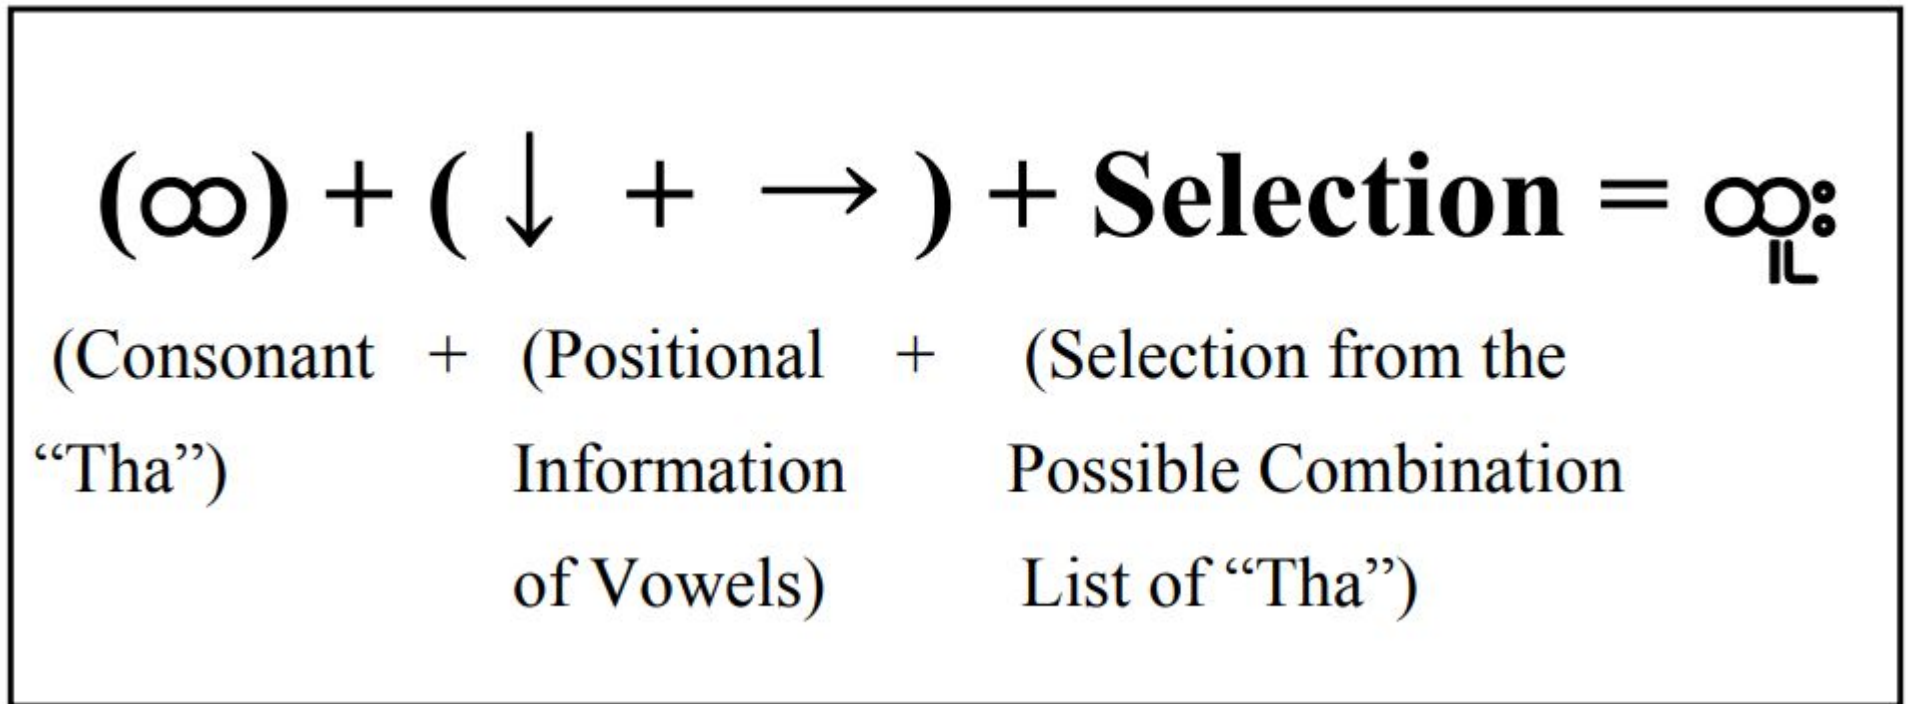 (ထ) + ( ↓ + → ) + Selection = ထူး
(Consonant + (Positional + (Selection from the
“Tha”) Information Possible Combination
of Vowels) List of “Tha”)